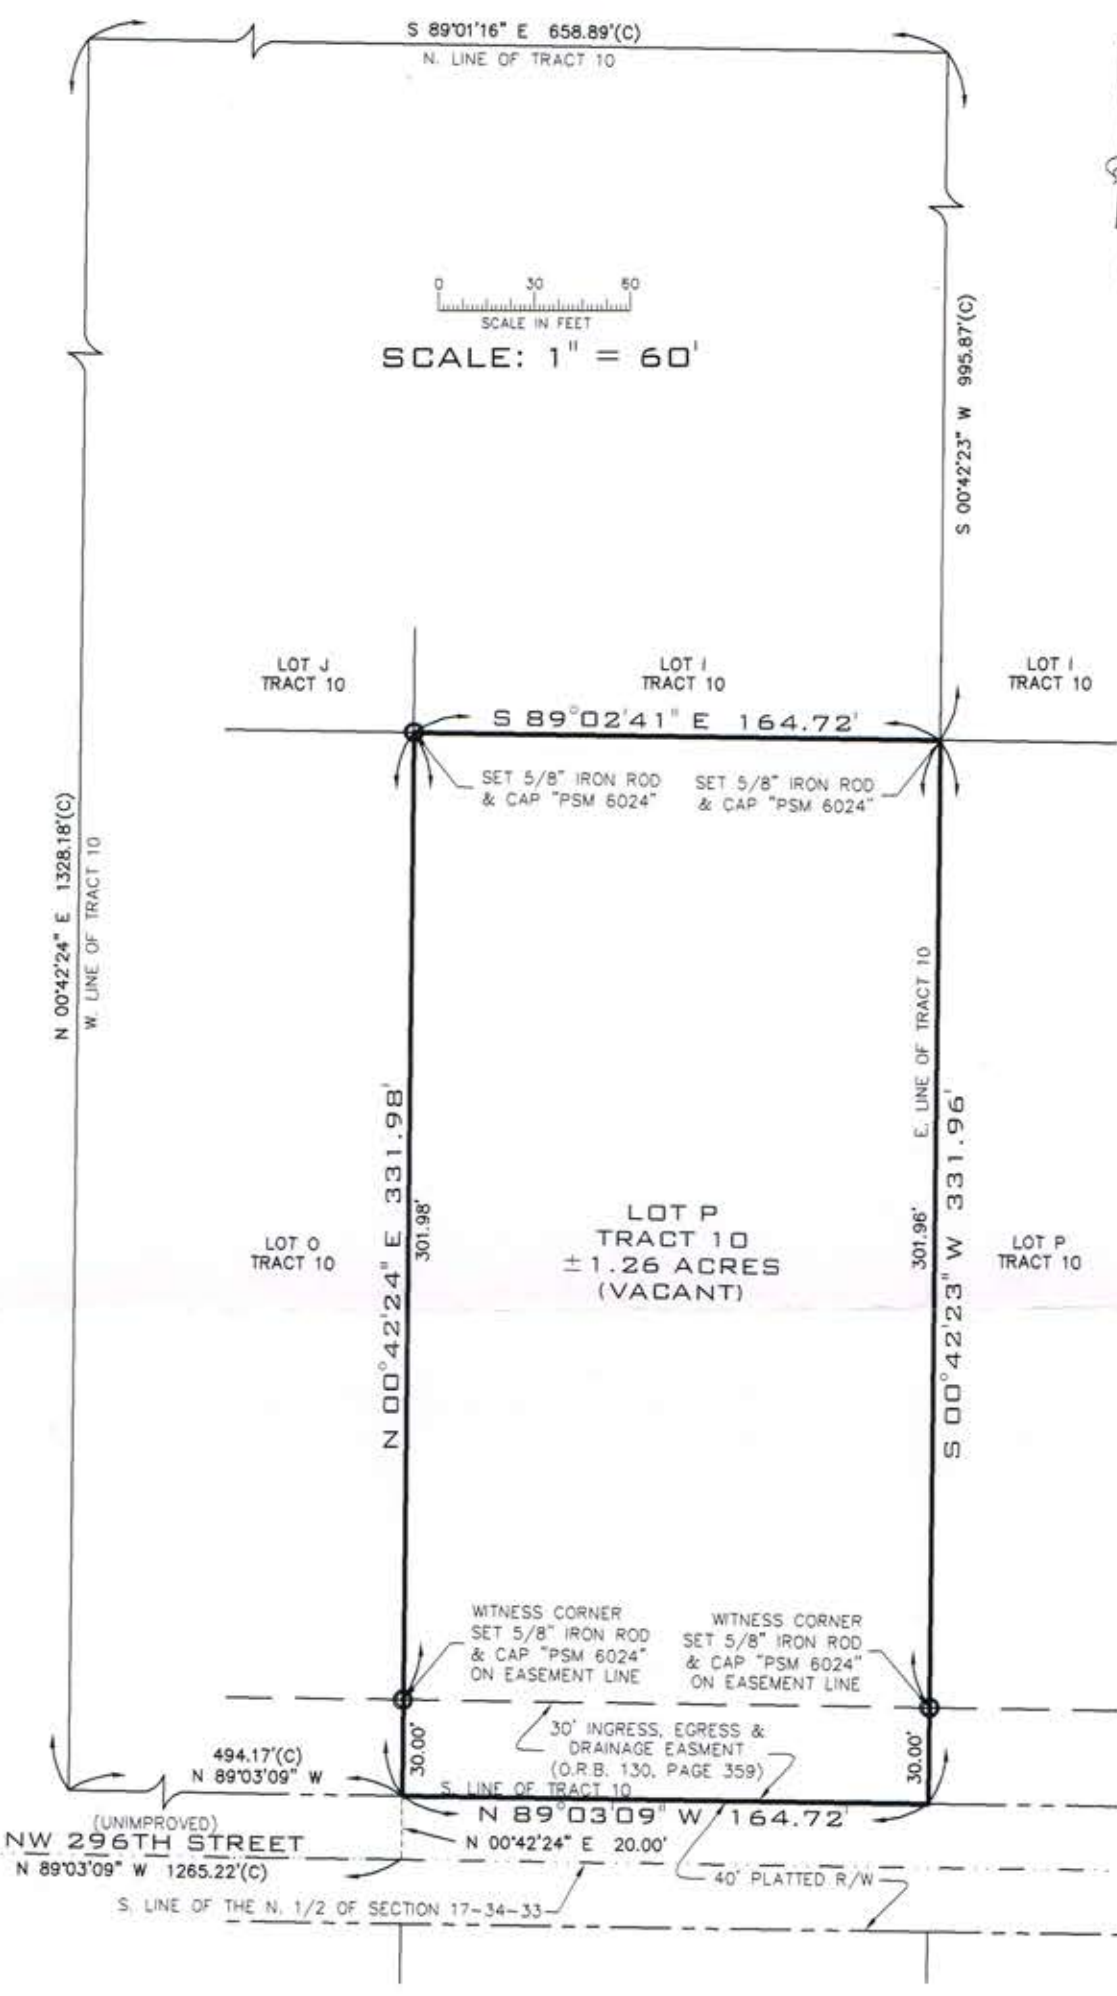 S 89°01'16" E 658.89'(C)
N. LINE OF TRACT 10
0 30 60
SCALE IN FEET
SCALE: 1" = 60'
S 00°42'23" W 995.87'(C)
LOT J
TRACT 10
LOT I
TRACT 10
LOT I
TRACT 10
S 89°02'41" E 164.72'
SET 5/8" IRON ROD
& CAP "PSM 6024"
SET 5/8" IRON ROD
& CAP "PSM 6024"
N 00°42'24" E 1328.18'(C)
W. LINE OF TRACT 10
E. LINE OF TRACT 10
N 00°42'24" E 331.98'
301.98'
LOT P
TRACT 10
±1.26 ACRES
(VACANT)
301.96'
S 00°42'23" W 331.96'
LOT O
TRACT 10
LOT P
TRACT 10
WITNESS CORNER
SET 5/8" IRON ROD
& CAP "PSM 6024"
ON EASEMENT LINE
WITNESS CORNER
SET 5/8" IRON ROD
& CAP "PSM 6024"
ON EASEMENT LINE
30.00'
30' INGRESS, EGRESS &
DRAINAGE EASMENT
(O.R.B. 130, PAGE 359)
30.00'
494.17'(C)
N 89°03'09" W
S. LINE OF TRACT 10
N 89°03'09" W 164.72'
(UNIMPROVED)
NW 296TH STREET
N 00°42'24" E 20.00'
N 89°03'09" W 1265.22'(C)
40' PLATTED R/W
S. LINE OF THE N. 1/2 OF SECTION 17-34-33